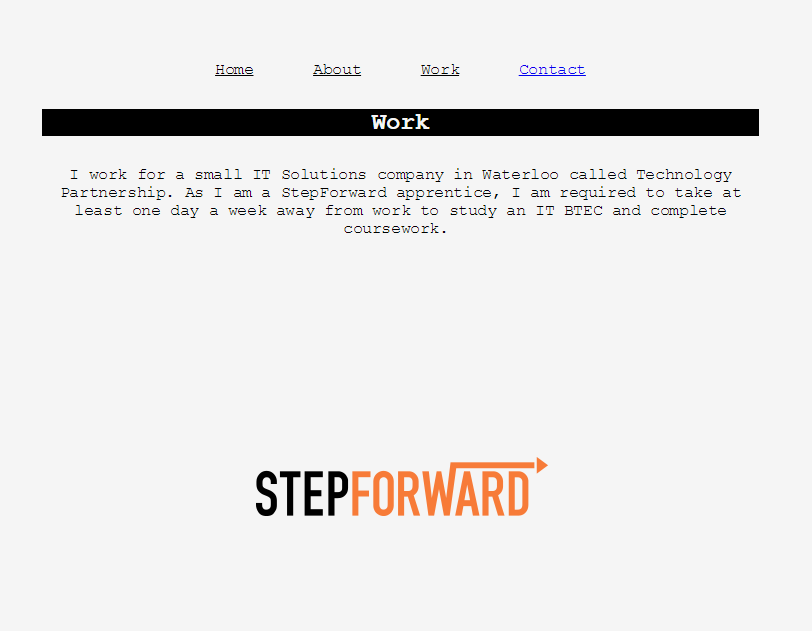 Home About Work Contact
Work
I work for a small IT Solutions company in Waterloo called Technology
Partnership. As I am a StepForward apprentice, I am required to take at
least one day a week away from work to study an IT BTEC and complete
coursework.
STEPFORWARD